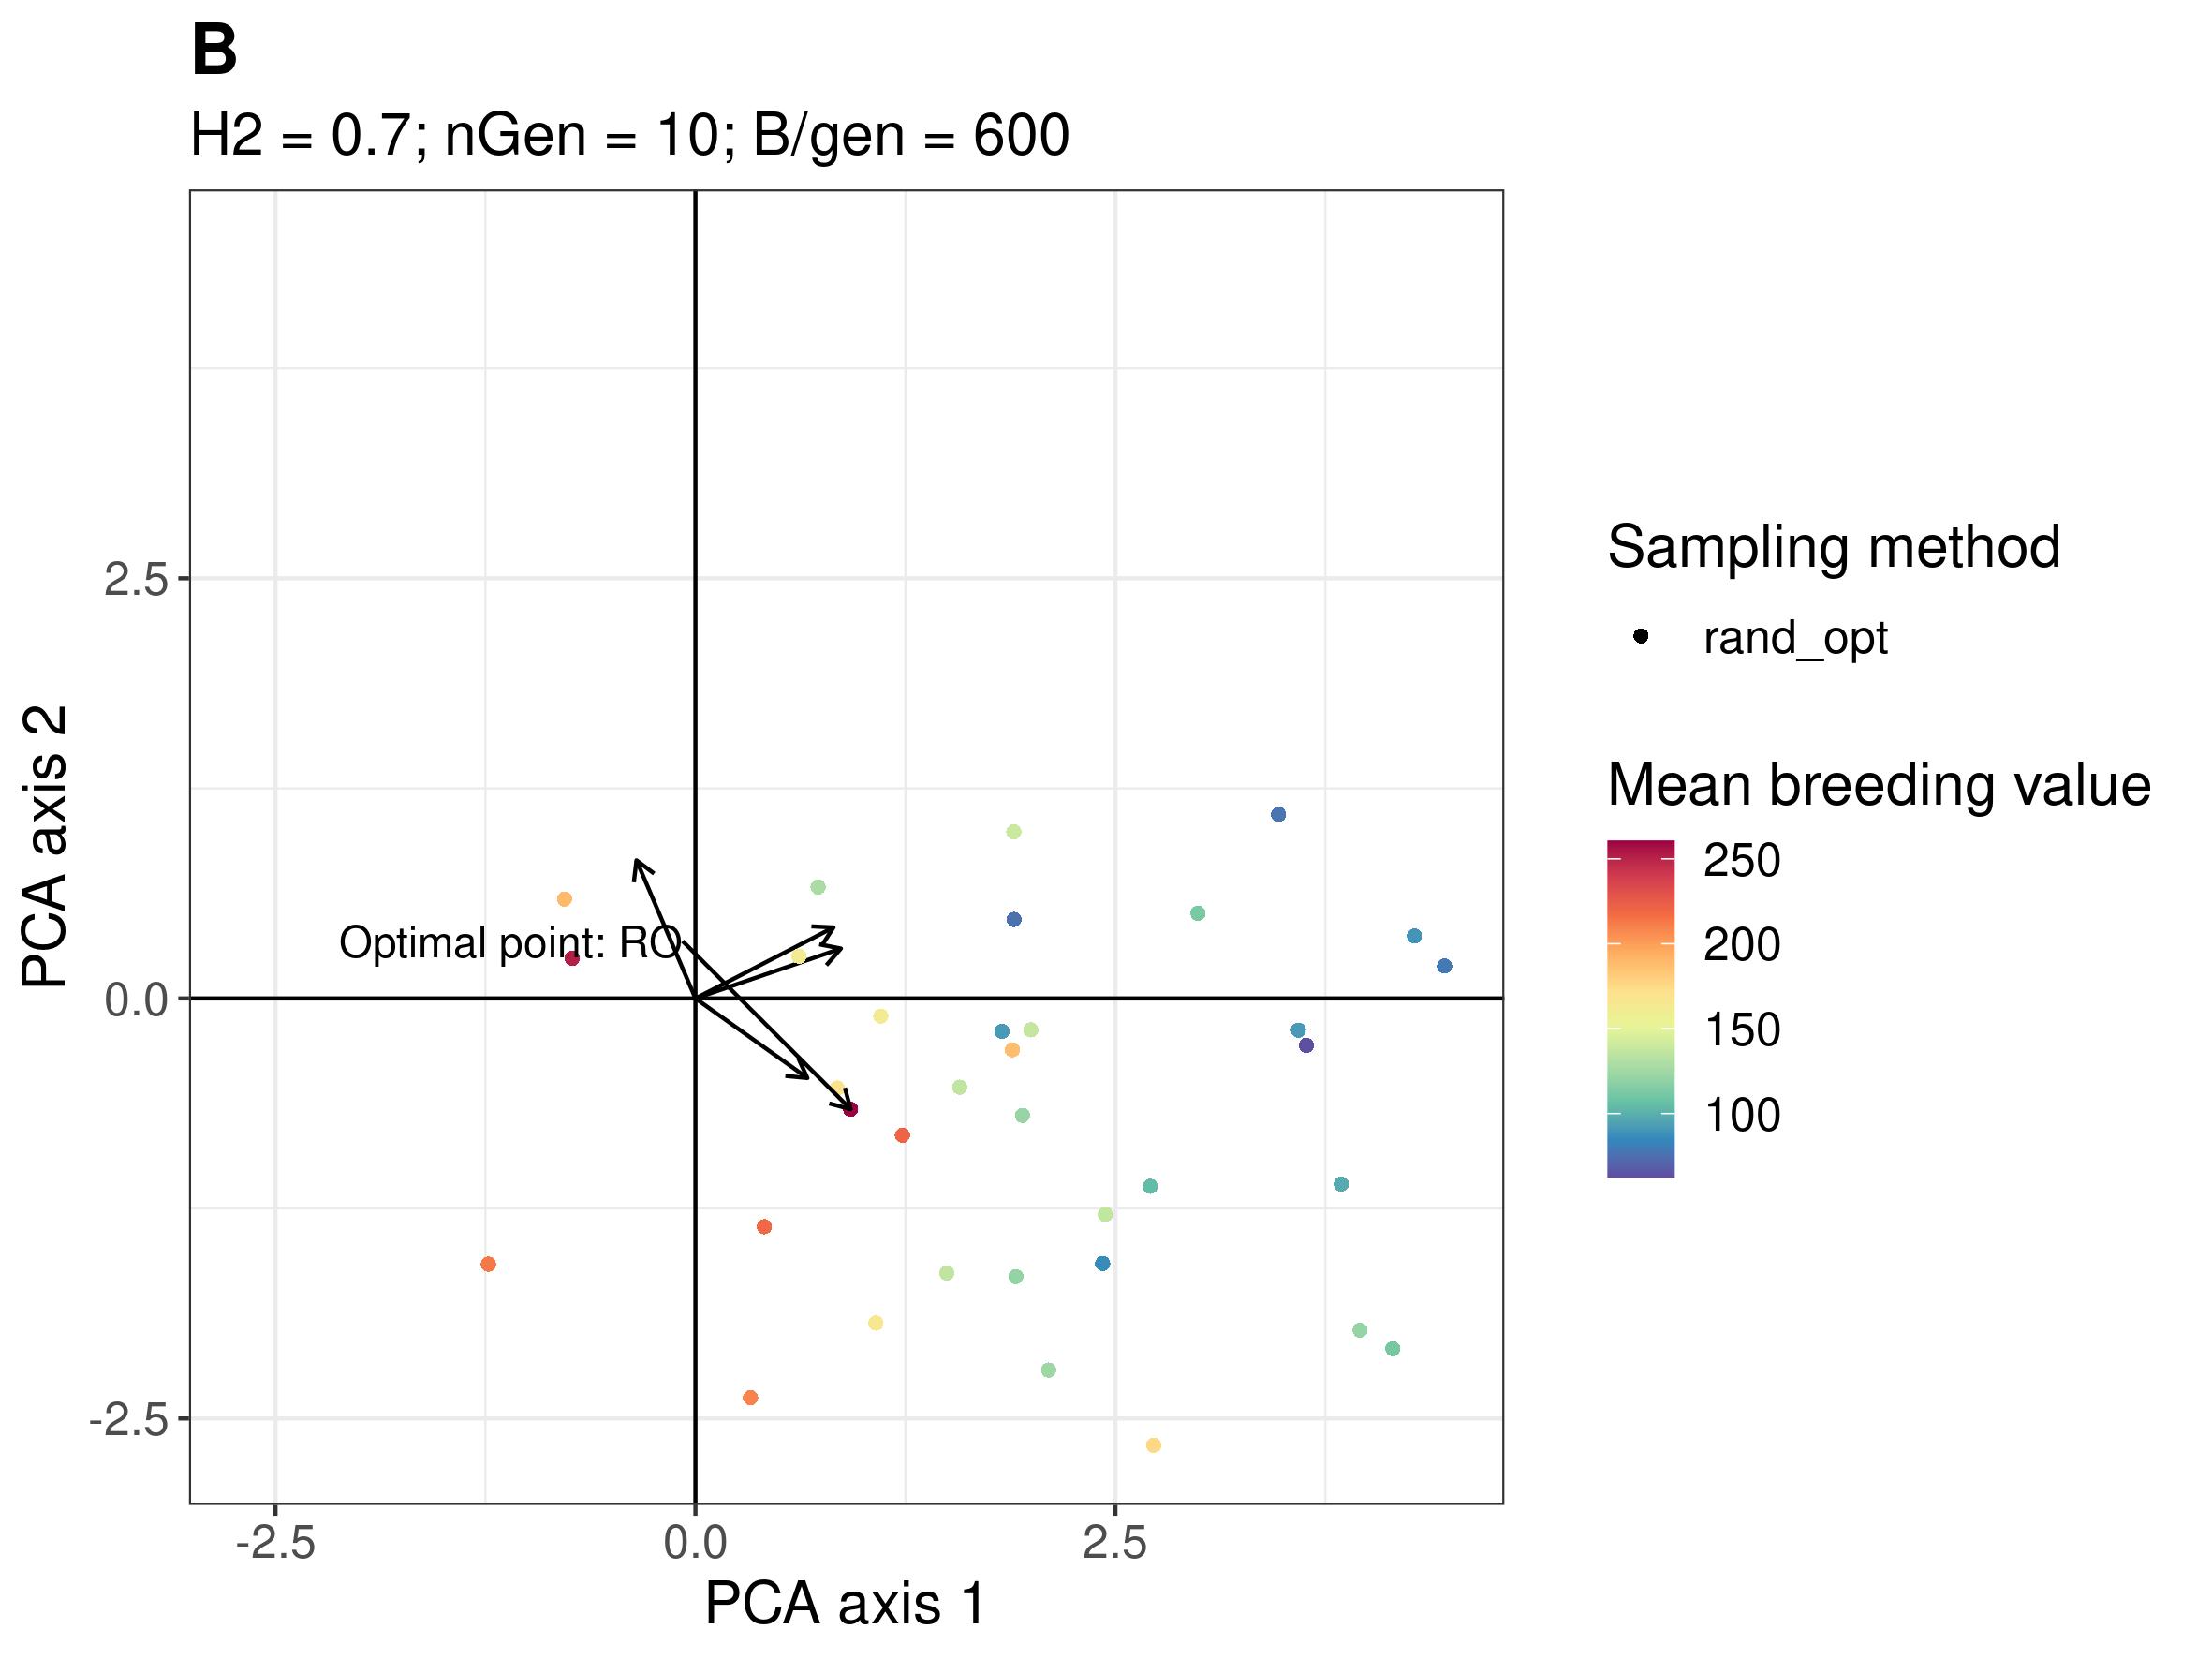 B
H2 = 0.7; nGen = 10; B/gen = 600
PCA axis 2
2.5
0.0
-2.5
Optimal point: RO
-2.5
0.0
2.5
PCA axis 1
Sampling method
rand_opt
Mean breeding value
250
200
150
100